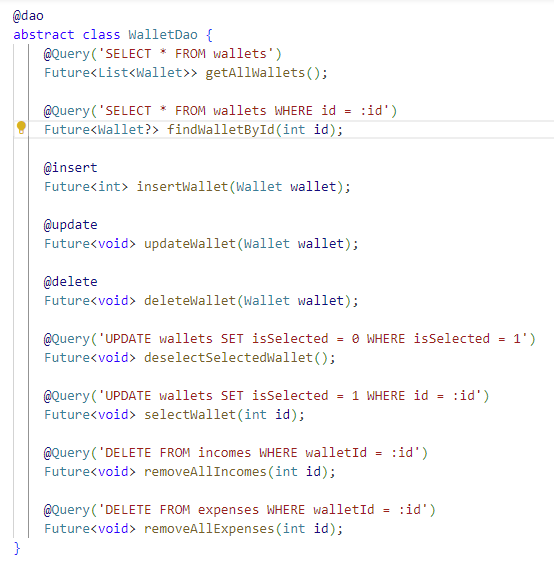 @dao
abstract class WalletDao {
@Query('SELECT * FROM wallets')
Future<List<Wallet>> getAllWallets();
@Query('SELECT * FROM wallets WHERE id = :id')
Future<Wallet?> findWalletById(int id);
@insert
Future<int> insertWallet(Wallet wallet);
@update
Future<void> updateWallet(Wallet wallet);
@delete
Future<void> deleteWallet(Wallet wallet);
@Query('UPDATE wallets SET isSelected = 0 WHERE isSelected = 1')
Future<void> deselectSelectedWallet();
@Query('UPDATE wallets SET isSelected = 1 WHERE id = :id')
Future<void> selectWallet(int id);
@Query('DELETE FROM incomes WHERE walletId = :id')
Future<void> removeAllIncomes(int id);
@Query('DELETE FROM expenses WHERE walletId = :id')
Future<void> removeAllExpenses(int id);
}